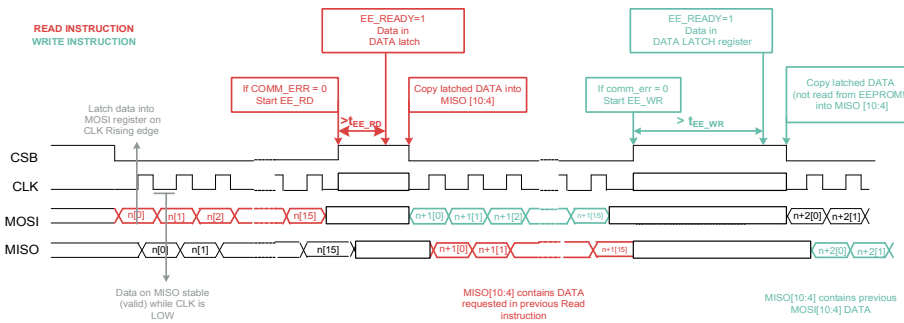 READ INSTRUCTION
WRITE INSTRUCTION
EE_READY=1
Data in
DATA latch
EE_READY=1
Data in
DATA LATCH register
If COMM_ERR = 0
Start EE_RD
Copy latched DATA into
MISO [10:4]
If comm_err = 0
Start EE_WR
Copy latched DATA
(not read from EEPROM!)
into MISO [10:4]
Latch data into
MOSI register on
CLK Rising edge
>tEE_RD
> tEE_WR
CSB
CLK
MOSI
n[0] n[1] n[2] n[15] n+1[0] n+1[1] n+1[2] n+1[15] n+2[0] n+2[1]
MISO
n[0] n[1] n[15] n+1[0] n+1[1] n+1[15] n+2[0] n+2[1]
Data on MISO stable
(valid) while CLK is
LOW
MISO[10:4] contains DATA
requested in previous Read
instruction
MISO[10:4] contains previous
MOSI[10:4] DATA